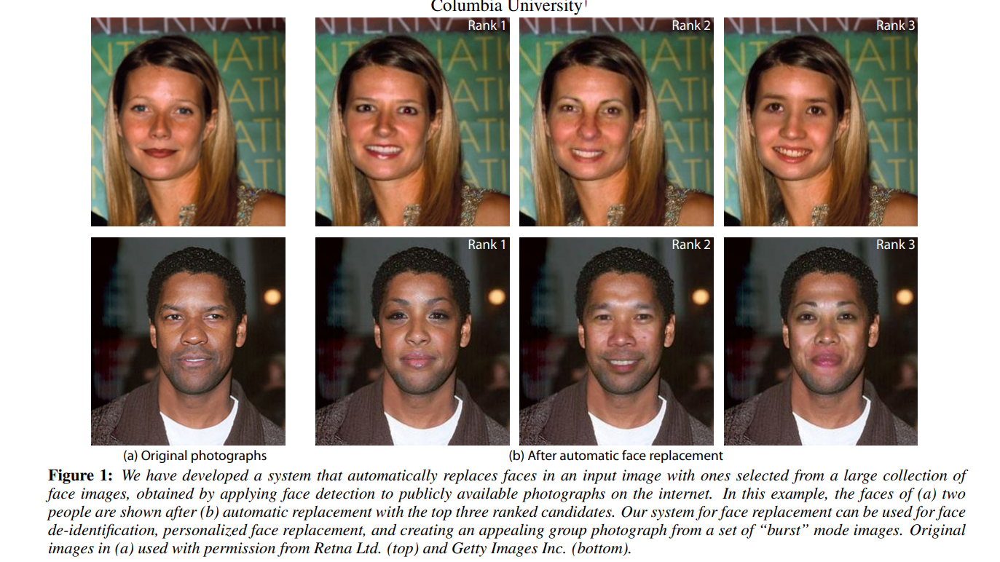 Columbia University†
NTERNATI
Rank 1
Rank 2
Rank 3
Rank 1
Rank 2
Rank 3
(a) Original photographs
(b) After automatic face replacement
Figure 1: We have developed a system that automatically replaces faces in an input image with ones selected from a large collection of
face images, obtained by applying face detection to publicly available photographs on the internet. In this example, the faces of (a) two
people are shown after (b) automatic replacement with the top three ranked candidates. Our system for face replacement can be used for face
de-identification, personalized face replacement, and creating an appealing group photograph from a set of “burst” mode images. Original
images in (a) used with permission from Retna Ltd. (top) and Getty Images Inc. (bottom).